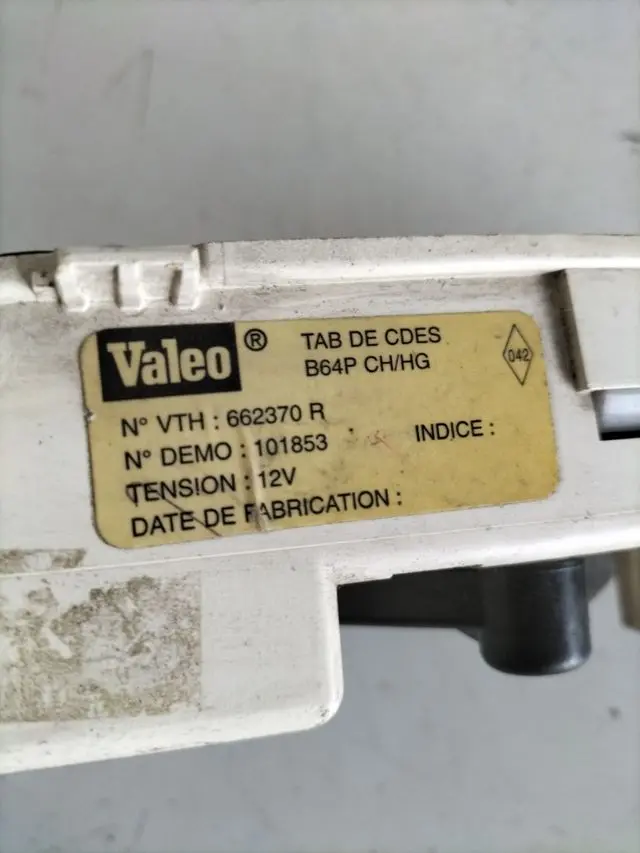 Valeo ® TAB DE CDES
B64P CH/HG
042
N° VTH : 662370 R
N° DEMO : 101853
INDICE :
TENSION : 12V
DATE DE FABRICATION :